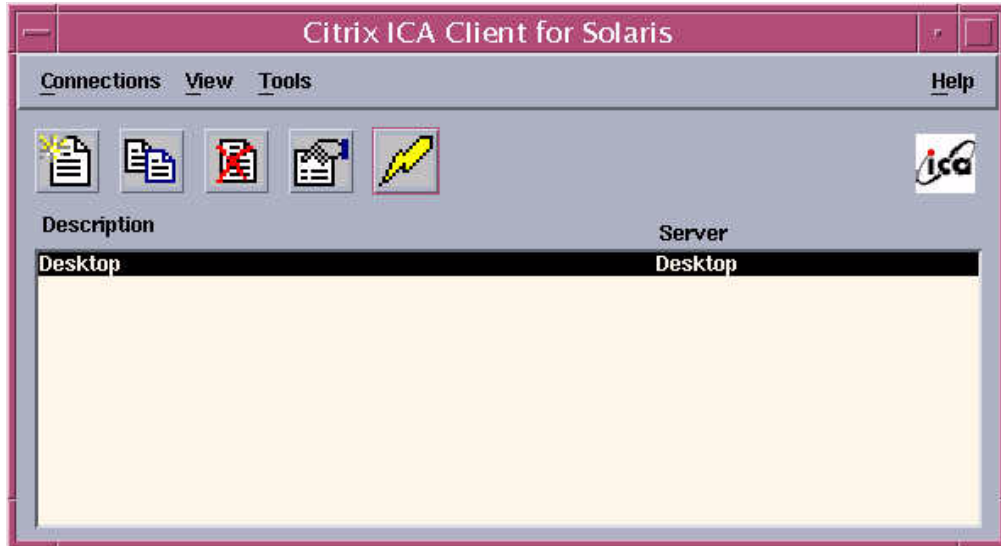 Citrix ICA Client for Solaris
Connections View Tools Help
ica
Description Server
Desktop Desktop